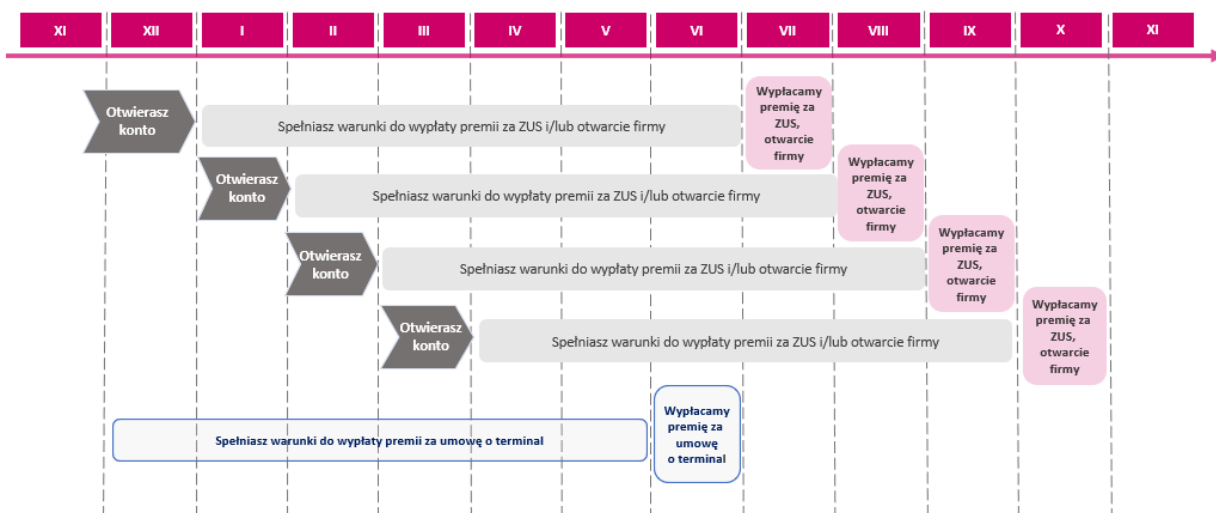 XI XII I II III IV V VI VII VIII IX X XI
Otwierasz
konto
Spełniasz warunki do wypłaty premii za ZUS i/lub otwarcie firmy
Wypłacamy
premię za
ZUS,
otwarcie
firmy
Otwierasz
konto
Spełniasz warunki do wypłaty premii za ZUS i/lub otwarcie firmy
Wypłacamy
premię za
ZUS,
otwarcie
firmy
Otwierasz
konto
Spełniasz warunki do wypłaty premii za ZUS i/lub otwarcie firmy
Wypłacamy
premię za
ZUS,
otwarcie
firmy
Otwierasz
konto
Spełniasz warunki do wypłaty premii za ZUS i/lub otwarcie firmy
Wypłacamy
premię za
ZUS,
otwarcie
firmy
Spełniasz warunki do wypłaty premii za umowę o terminal
Wypłacamy
premię za
umowę
o terminal